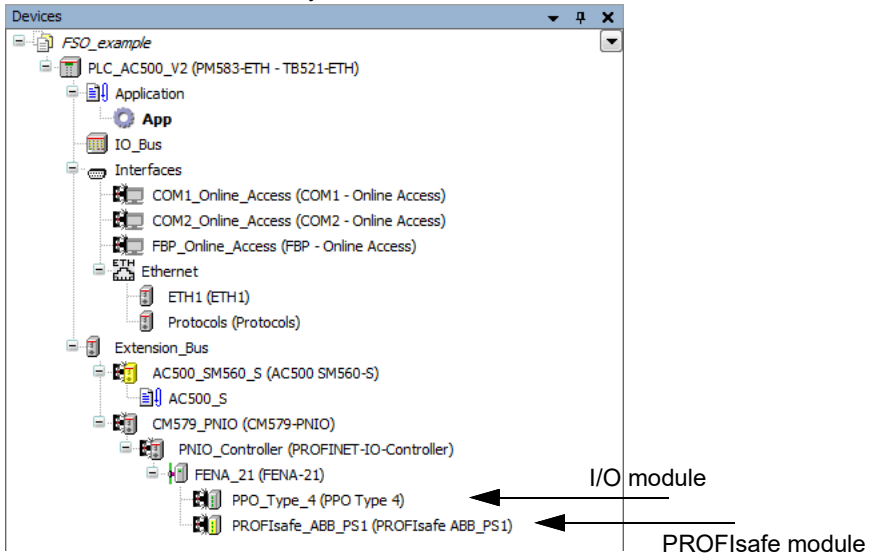 Devices
FSO_example
PLC_AC500_V2 (PM583-ETH - TB521-ETH)
Application
App
IO_Bus
Interfaces
COM1_Online_Access (COM1 - Online Access)
COM2_Online_Access (COM2 - Online Access)
FBP_Online_Access (FBP - Online Access)
ETH Ethernet
ETH1 (ETH1)
Protocols (Protocols)
Extension_Bus
AC500_SM560_S (AC500 SM560-S)
AC500_S
CM579_PNIO (CM579-PNIO)
PNIO_Controller (PROFINET-IO-Controller)
FENA_21 (FENA-21)
I/O module
PPO_Type_4 (PPO Type 4)
PROFIsafe_ABB_PS1 (PROFIsafe ABB_PS1)
PROFIsafe module